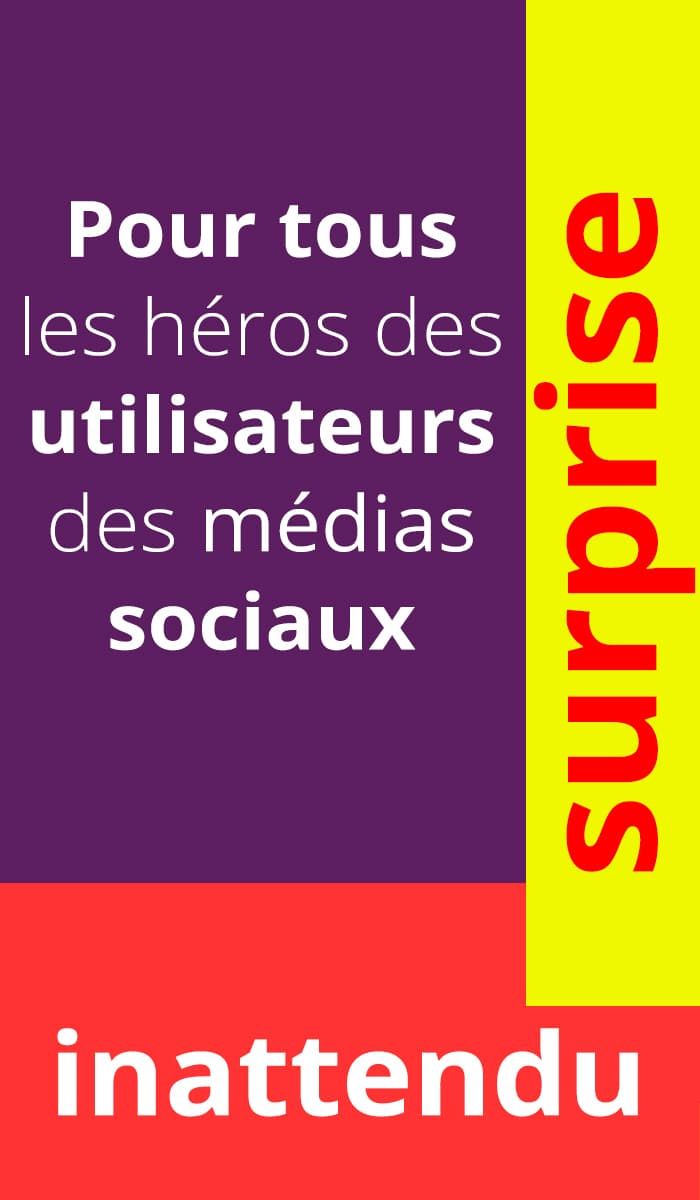 Pour tous
les héros des
utilisateurs
des médias
sociaux
surprise
inattendu